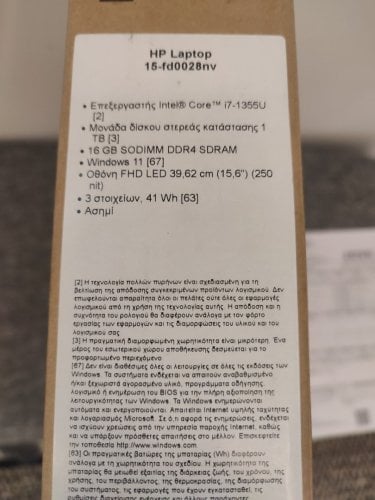 HP Laptop
15-fd0028nv
• Επεξεργαστής Intel® Core™ i7-1355U
[2]
• Μονάδα δίσκου στερεάς κατάστασης 1
TB [3]
• 16 GB SODIMM DDR4 SDRAM
• Windows 11 [67]
• Οθόνη FHD LED 39,62 cm (15,6") (250
nit)
• 3 στοιχείων, 41 Wh [63]
• Ασημί
[2] Η τεχνολογία πολλών πυρήνων είναι σχεδιασμένη για τη
βελτίωση της απόδοσης συγκεκριμένων προϊόντων λογισμικού. Δεν
επωφελούνται απαραίτητα όλοι οι πελάτες ούτε όλες οι εφαρμογές
λογισμικού από τη χρήση της τεχνολογίας αυτής. Η απόδοση και η
συχνότητα του ρολογιού θα διαφέρουν ανάλογα με τον φόρτο
εργασίας των εφαρμογών και τις διαμορφώσεις του υλικού και του
λογισμικού σας.
[3] Η πραγματική διαμορφωμένη χωρητικότητα είναι μικρότερη. Ένα
μέρος του εσωτερικού χώρου αποθήκευσης δεσμεύεται για το
προφορτωμένο περιεχόμενο.
[67] Δεν είναι διαθέσιμες όλες οι λειτουργίες σε όλες τις εκδόσεις των
Windows. Τα συστήματα ενδέχεται να απαιτούν αναβαθμισμένο
ή/και ξεχωριστά αγορασμένο υλικό, προγράμματα οδήγησης,
λογισμικό ή ενημέρωση του BIOS για την πλήρη αξιοποίηση της
λειτουργικότητας των Windows. Τα Windows ενημερώνονται
αυτόματα και ενεργοποιούνται. Απαιτείται Internet υψηλής ταχύτητας
και λογαριασμός Microsoft. Σε ό,τι αφορά τις ενημερώσεις, ενδέχεται
να ισχύουν χρεώσεις από την υπηρεσία παροχής Internet, καθώς
και να υπάρξουν πρόσθετες απαιτήσεις στο μέλλον. Επισκεφτείτε
την τοποθεσία http://www.windows.com.
[63] Οι πραγματικές βατώρες της μπαταρίας (Wh) διαφέρουν
ανάλογα με τη χωρητικότητα του σχεδίου. Η χωρητικότητα της
μπαταρίας θα μειωθεί εξαιτίας της διάρκειας ζωής, του χρόνου, της
χρήσης, του περιβάλλοντος, της θερμοκρασίας, της διαμόρφωσης
του συστήματος, τις εφαρμογές που έχουν εγκατασταθεί, τις